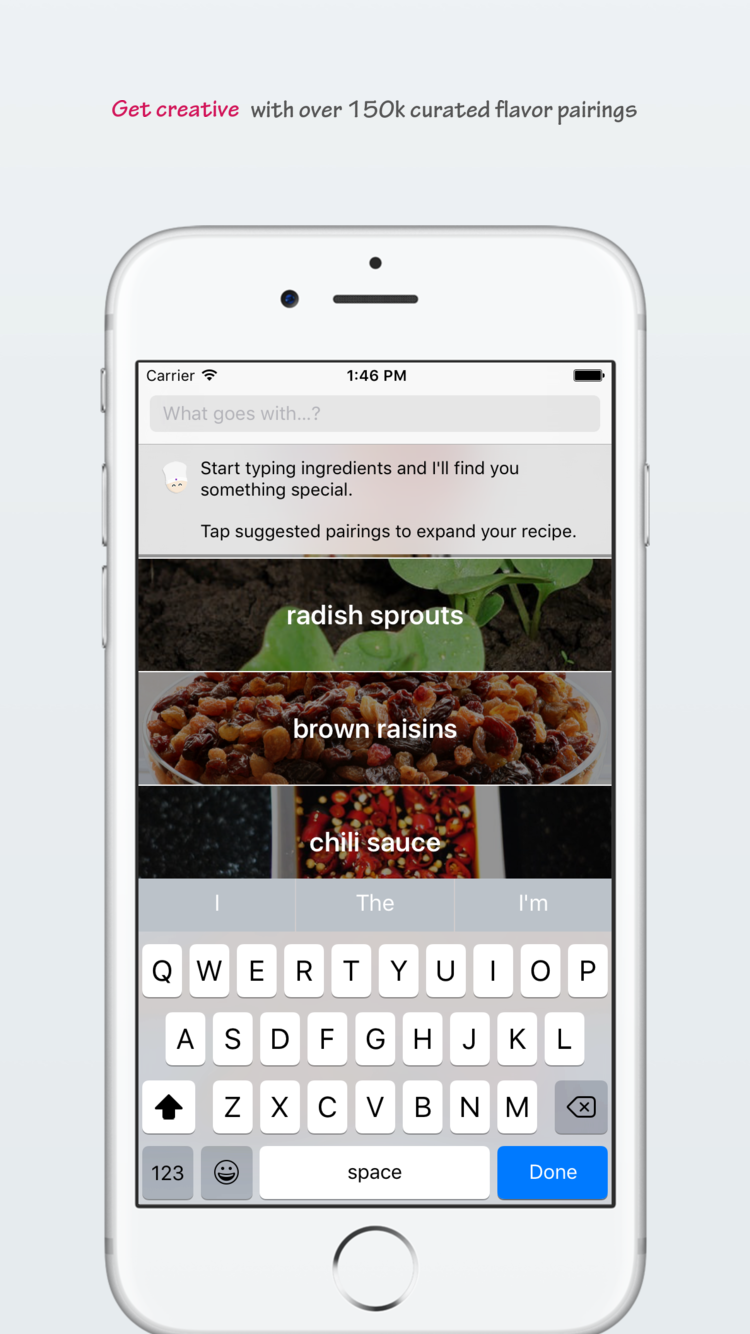 Get creative with over 150k curated flavor pairings
Carrier 1:46 PM
What goes with...?
Start typing ingredients and I'll find you
something special.
Tap suggested pairings to expand your recipe.
radish sprouts
brown raisins
chili sauce
I The I'm
Q W E R T Y U I O P
A S D F G H J K L
Z X C V B N M
123 space Done